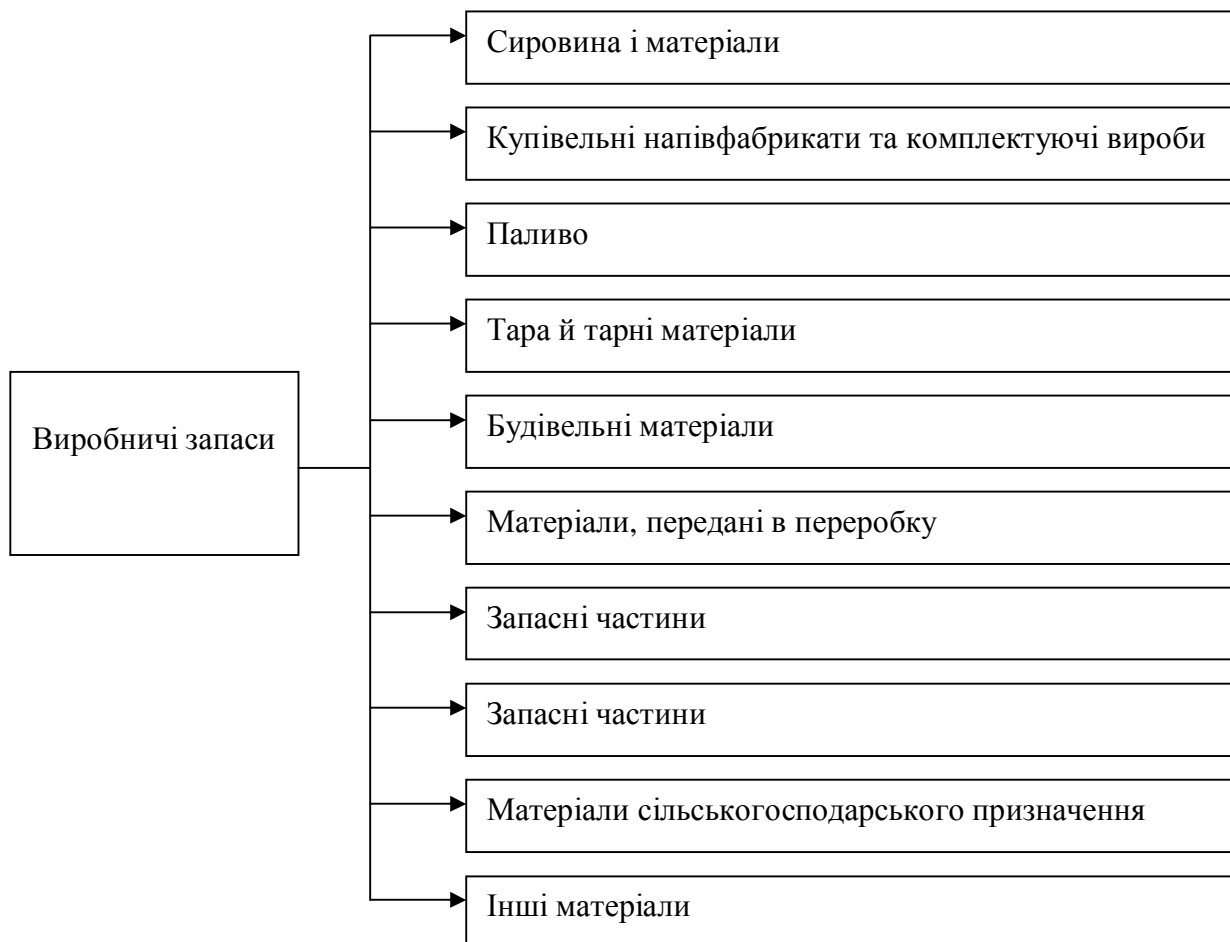 Сировина і матеріали
Купівельні напівфабрикати та комплектуючі вироби
Паливо
Тара й тарні матеріали
Виробничі запаси
Будівельні матеріали
Матеріали, передані в переробку
Запасні частини
Запасні частини
Матеріали сільськогосподарського призначення
Інші матеріали